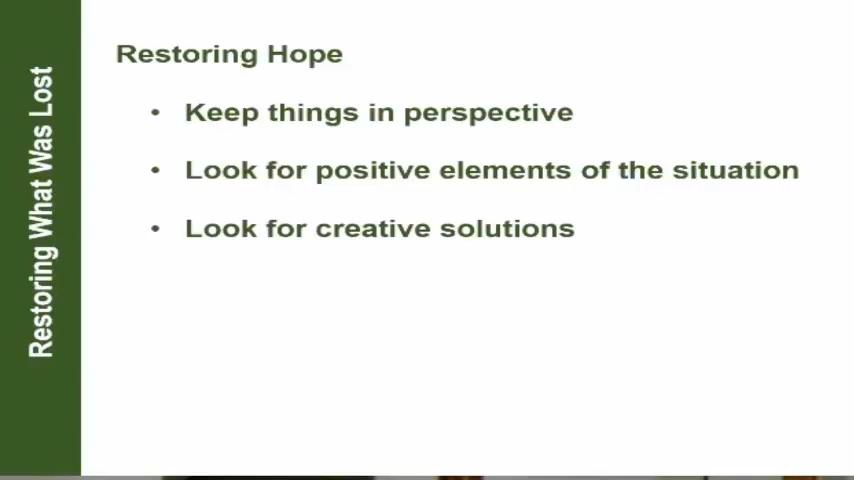 Restoring What Was Lost
Restoring Hope
• Keep things in perspective
• Look for positive elements of the situation
• Look for creative solutions